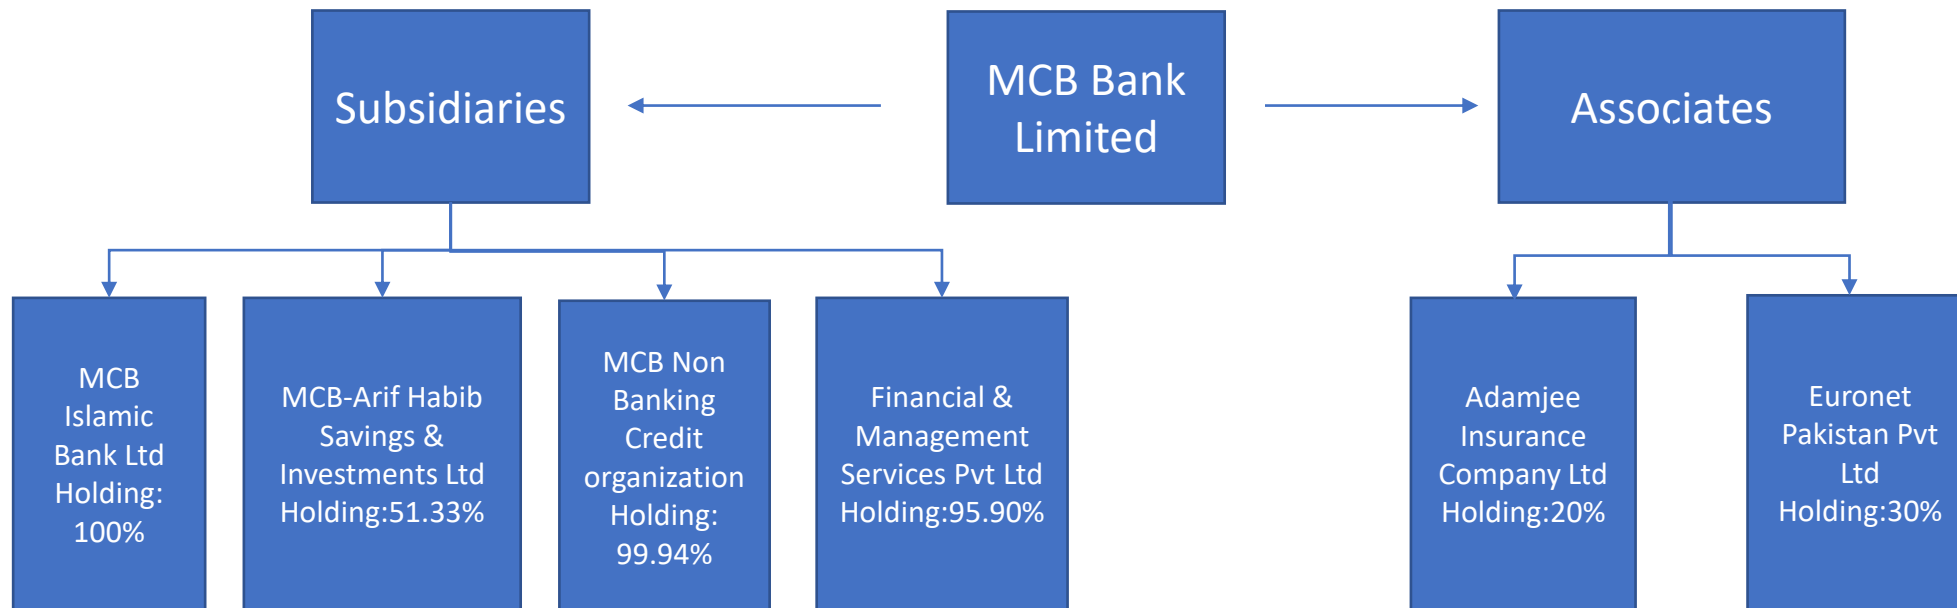 Subsidiaries
MCB Bank
Limited
Associates
MCB
Islamic
Bank Ltd
Holding:
100%
MCB-Arif Habib
Savings &
Investments Ltd
Holding:51.33%
MCB Non
Banking
Credit
organization
Holding:
99.94%
Financial &
Management
Services Pvt Ltd
Holding:95.90%
Adamjee
Insurance
Company Ltd
Holding:20%
Euronet
Pakistan Pvt
Ltd
Holding:30%